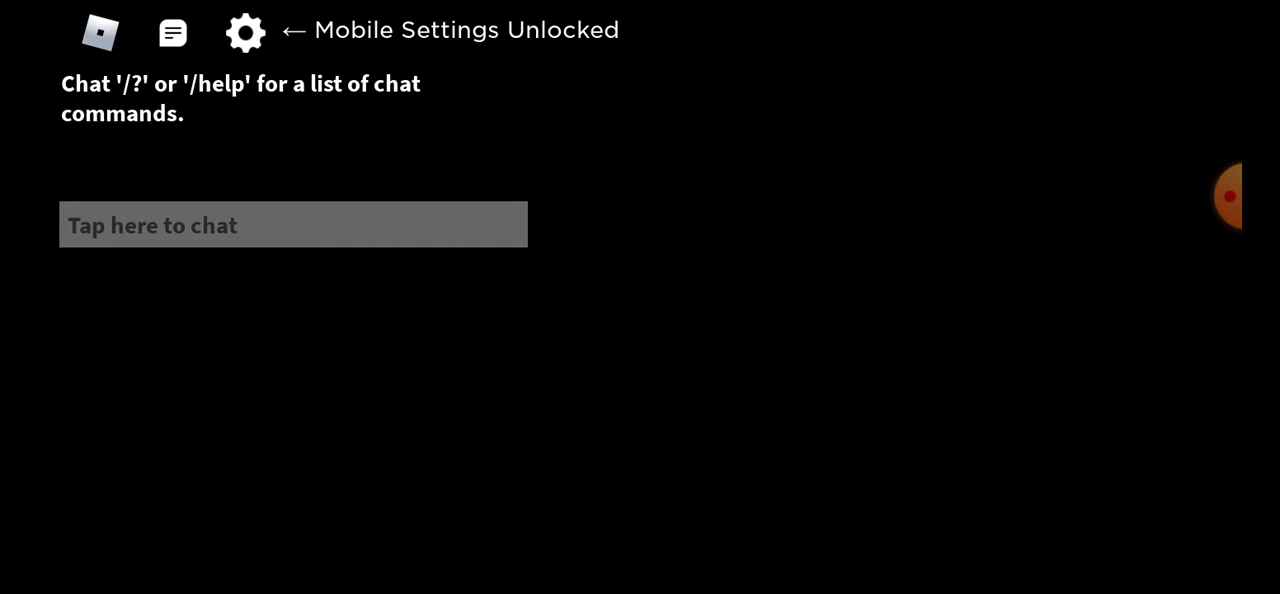 ← Mobile Settings Unlocked
Chat '/?' or '/help' for a list of chat
commands.
Tap here to chat